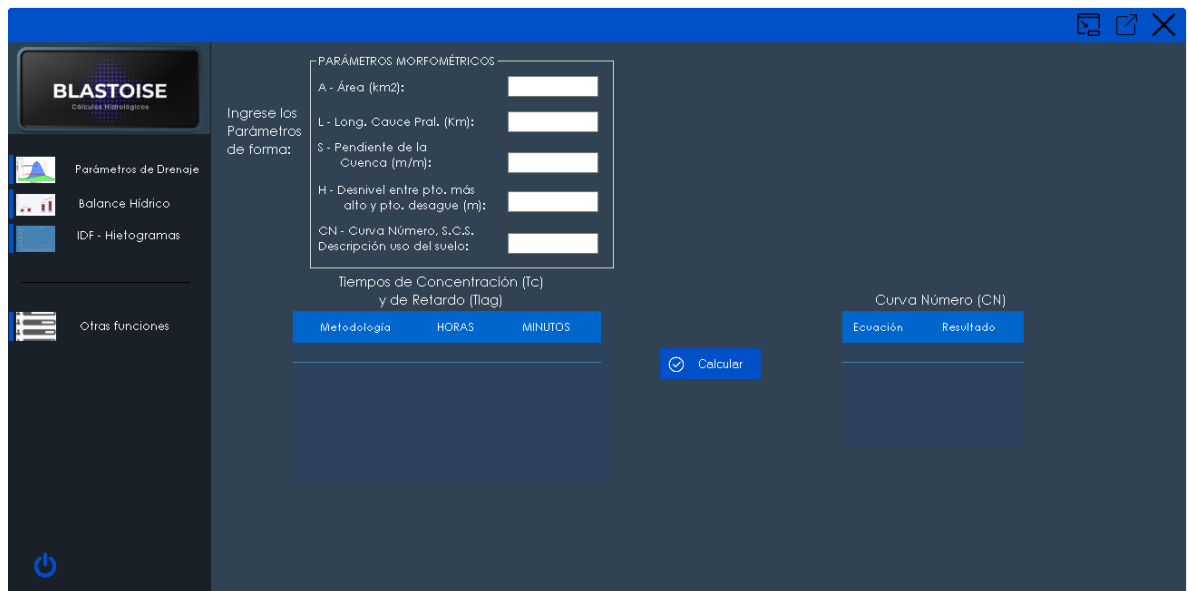 BLASTOISE
Cálculos Hidrológicos
Parámetros de Drenaje
Balance Hídrico
IDF - Hietogramas
Otras funciones
Ingrese los
Parámetros
de forma:
PARÁMETROS MORFOMÉTRICOS
A - Área (km2):
L - Long. Cauce Pral. (Km):
S - Pendiente de la
Cuenca (m/m):
H - Desnivel entre pto. más
alto y pto. desague (m):
CN - Curva Número, S.C.S.
Descripción uso del suelo:
Tiempos de Concentración (Tc)
y de Retardo (Tlag)
Metodología HORAS MINUTOS
Calcular
Curva Número (CN)
Ecuación Resultado